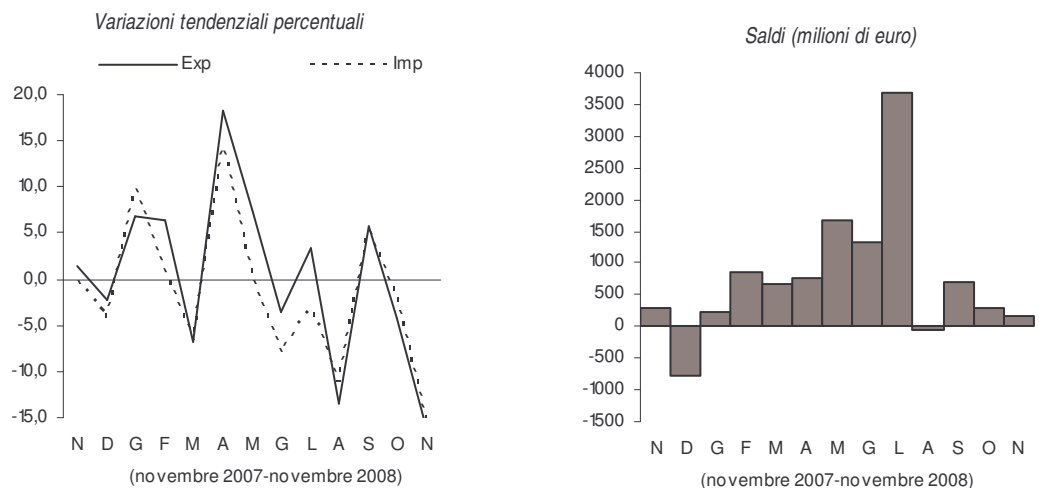 Variazioni tendenziali percentuali
Exp Imp
20,0
15,0
10,0
5,0
0,0
-5,0
-10,0
-15,0
N D G F M A M G L A S O N
(novembre 2007-novembre 2008)
Saldi (milioni di euro)
4000
3500
3000
2500
2000
1500
1000
500
0
-500
-1000
-1500
N D G F M A M G L A S O N
(novembre 2007-novembre 2008)